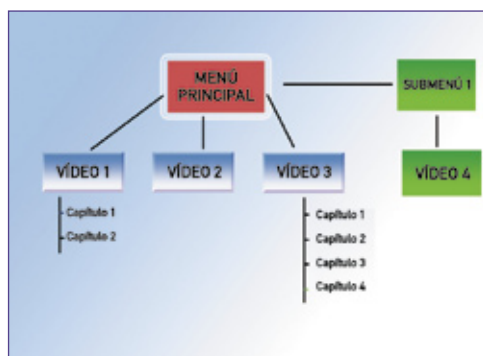 MENÚ
PRINCIPAL
SUBMENÚ 1
VÍDEO 1
VÍDEO 2
VÍDEO 3
VÍDEO 4
Capítulo 1
Capítulo 2
Capítulo 1
Capítulo 2
Capítulo 3
Capítulo 4